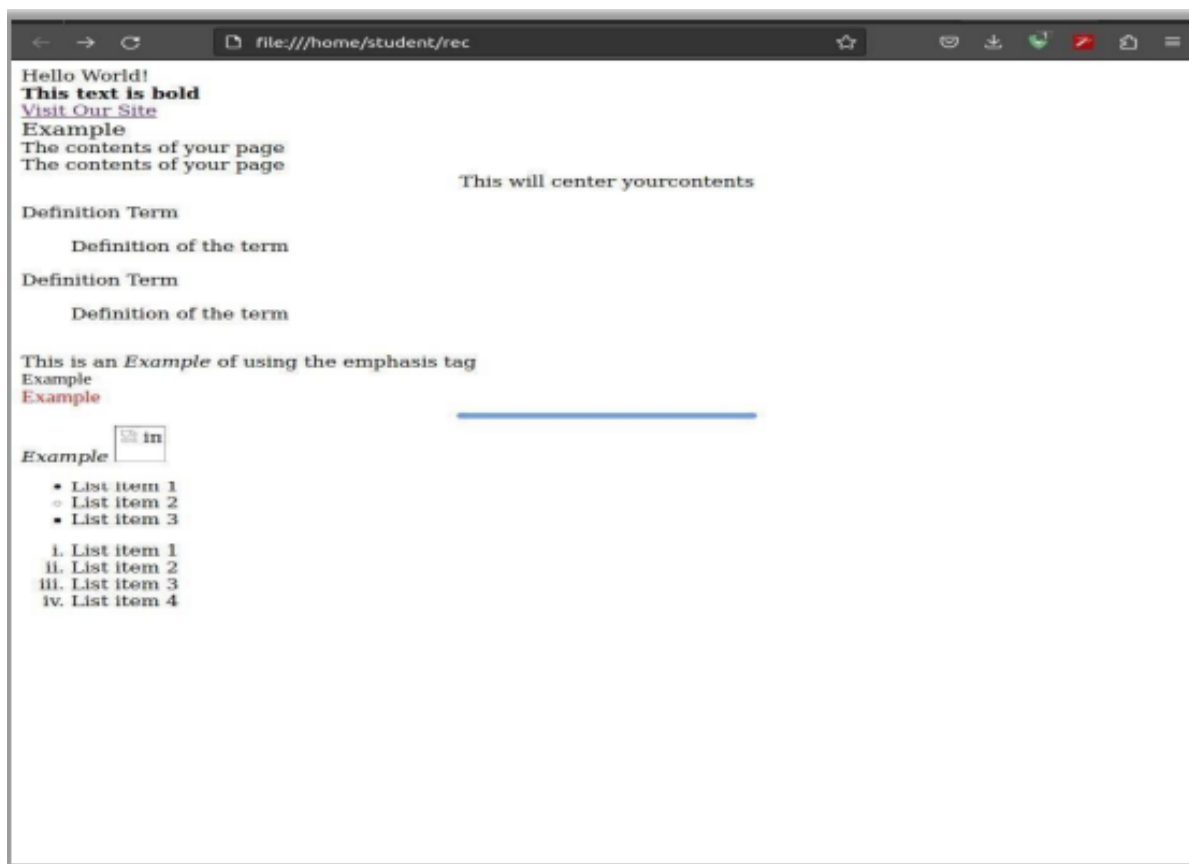 file:///home/student/rec
Hello World!
This text is bold
Visit Our Site
Example
The contents of your page
The contents of your page
This will center yourcontents
Definition Term
Definition of the term
Definition Term
Definition of the term
This is an Example of using the emphasis tag
Example
Example
in
Example
• List item 1
◦ List item 2
▪ List item 3
i. List item 1
ii. List item 2
iii. List item 3
iv. List item 4